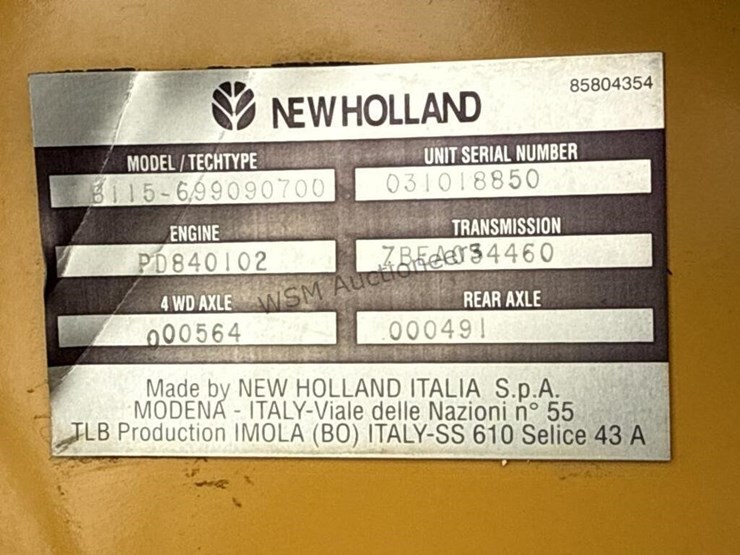 85804354
NEW HOLLAND
MODEL / TECHTYPE UNIT SERIAL NUMBER
B115-699090700 031018850
ENGINE TRANSMISSION
PD840102
WSM Auctioneers
4 WD AXLE REAR AXLE
000564 000491
Made by NEW HOLLAND ITALIA S.p.A.
MODENA - ITALY-Viale delle Nazioni n° 55
TLB Production IMOLA (BO) ITALY-SS 610 Selice 43 A